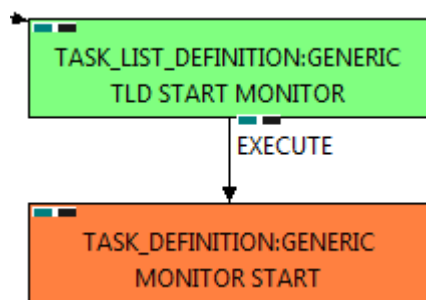 TASK_LIST_DEFINITION:GENERIC
TLD START MONITOR
EXECUTE
TASK_DEFINITION:GENERIC
MONITOR START